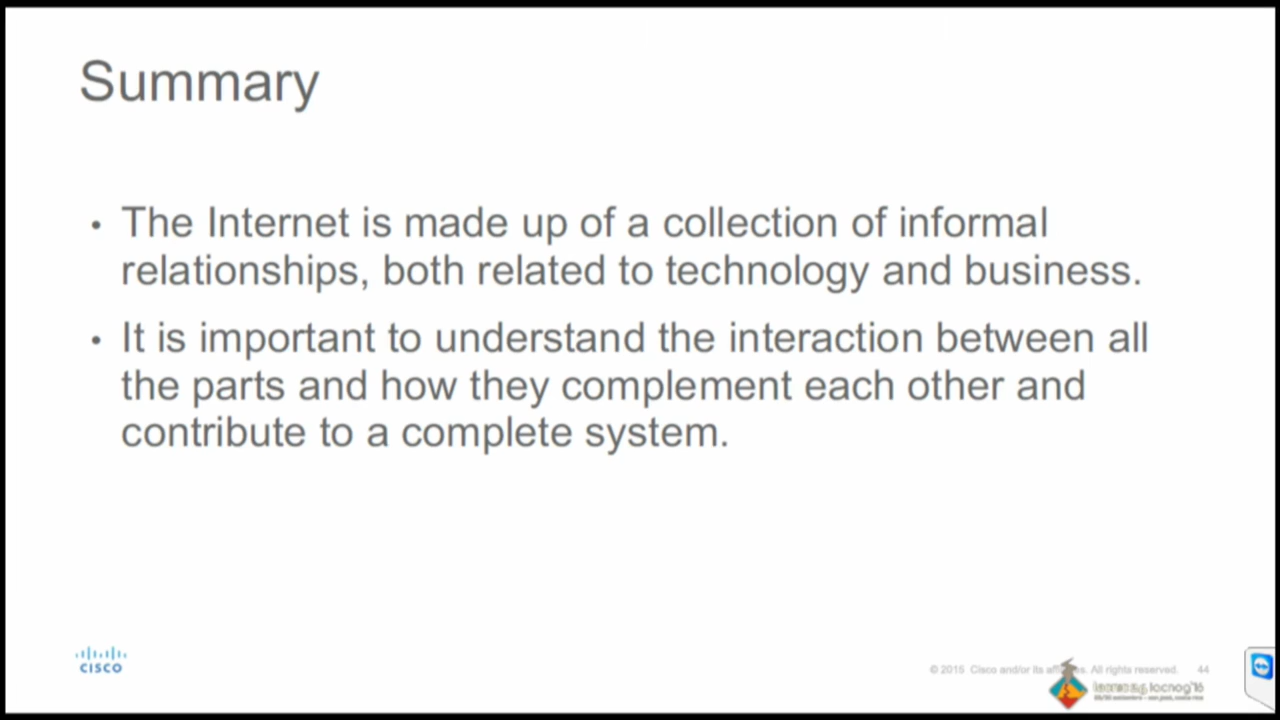 Summary
• The Internet is made up of a collection of informal
relationships, both related to technology and business.
• It is important to understand the interaction between all
the parts and how they complement each other and
contribute to a complete system.
CISCO
© 2015 Cisco and/or its All rights reserved. 44
lacnog'16